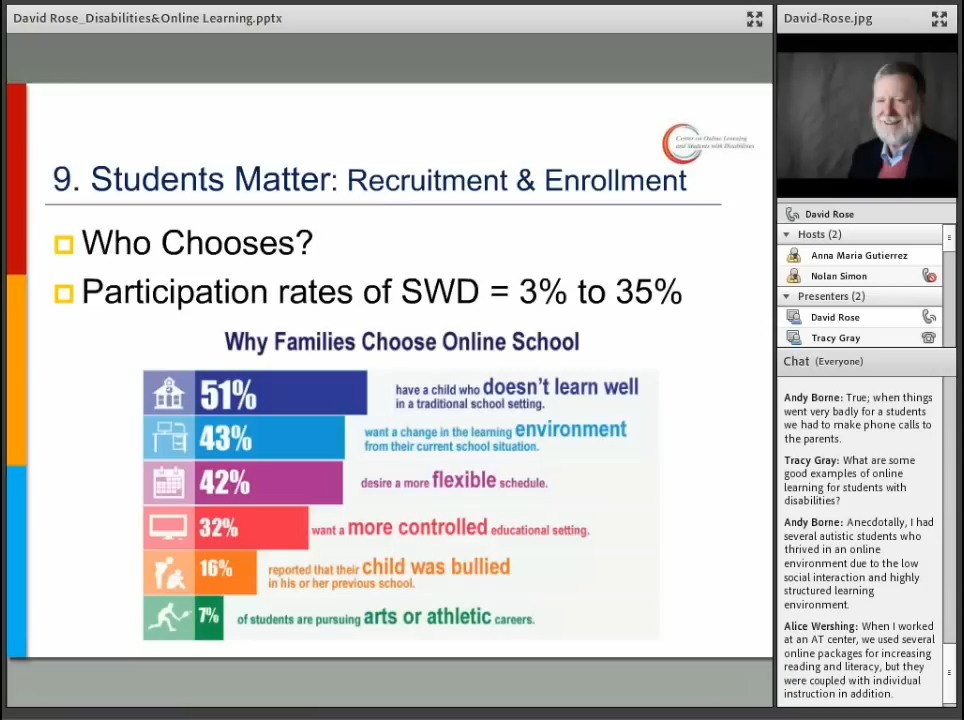 David Rose_Disabilities&Online Learning.pptx
Center on Online Learning
and Students with Disabilities
9. Students Matter: Recruitment & Enrollment
Who Chooses?
Participation rates of SWD = 3% to 35%
Why Families Choose Online School
51%
have a child who doesn't learn well
in a traditional school setting.
43%
want a change in the learning environment
from their current school situation.
42%
desire a more flexible schedule.
32%
want a more controlled educational setting.
16%
reported that their child was bullied
in his or her previous school.
7%
of students are pursuing arts or athletic careers.
David-Rose.jpg
David Rose
Hosts (2)
Anna Maria Gutierrez
Nolan Simon
Presenters (2)
David Rose
Tracy Gray
Chat (Everyone)
Andy Borne: True; when things
went very badly for a students
we had to make phone calls to
the parents.
Tracy Gray: What are some
good examples of online
learning for students with
disabilities?
Andy Borne: Anecdotally, I had
several autistic students who
thrived in an online
environment due to the low
social interaction and highly
structured learning
environment.
Alice Wershing: When I worked
at an AT center, we used several
online packages for increasing
reading and literacy, but they
were coupled with individual
instruction in addition.